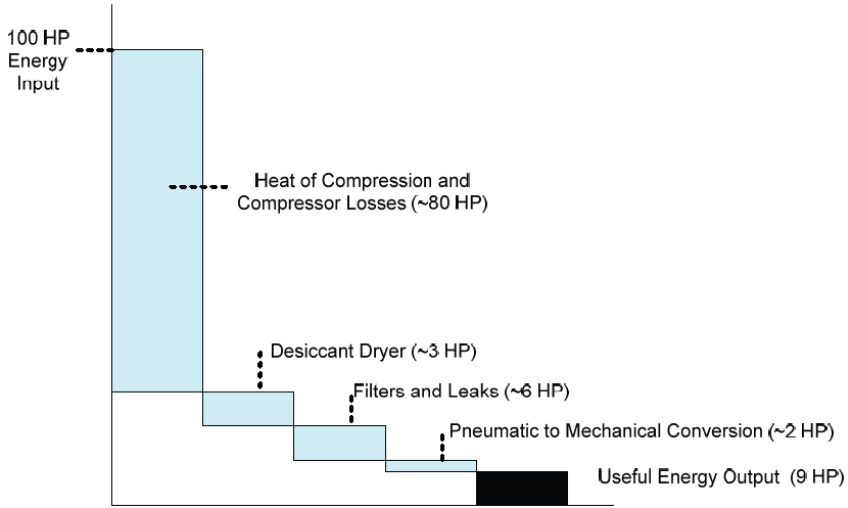 100 HP
Energy
Input
Heat of Compression and
Compressor Losses (~80 HP)
Desiccant Dryer (~3 HP)
Filters and Leaks (~6 HP)
Pneumatic to Mechanical Conversion (~2 HP)
Useful Energy Output (9 HP)